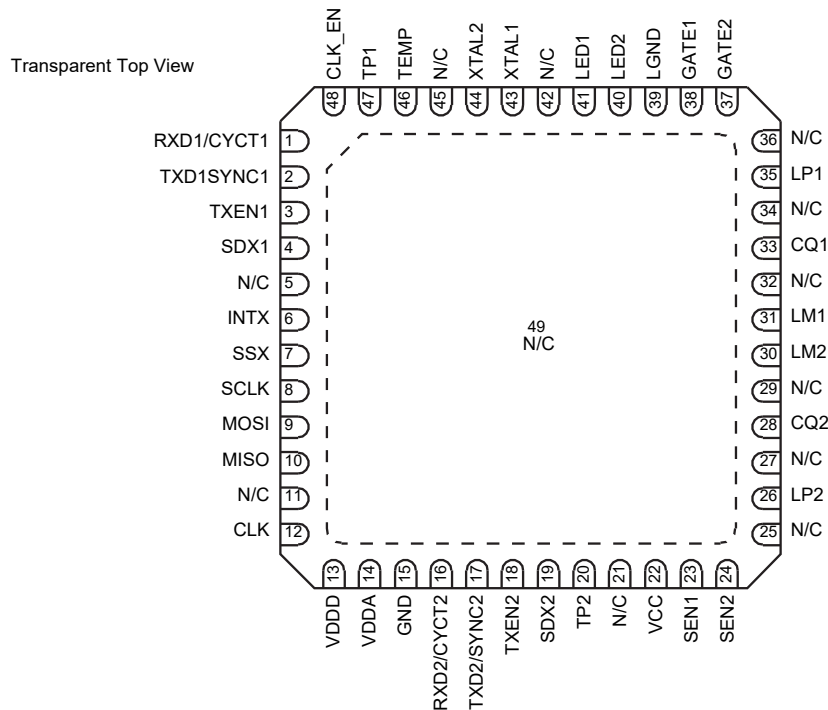 Transparent Top View
CLK_EN
TP1
TEMP
N/C
XTAL2
XTAL1
N/C
LED1
LED2
LGND
GATE1
GATE2
48
47
46
45
44
43
42
41
40
39
38
37
RXD1/CYCT1 1
TXD1SYNC1 2
TXEN1 3
SDX1 4
N/C 5
INTX 6
SSX 7
SCLK 8
MOSI 9
MISO 10
N/C 11
CLK 12
49
N/C
36 N/C
35 LP1
34 N/C
33 CQ1
32 N/C
31 LM1
30 LM2
29 N/C
28 CQ2
27 N/C
26 LP2
25 N/C
13
14
15
16
17
18
19
20
21
22
23
24
VDDD
VDDA
GND
RXD2/CYCT2
TXD2/SYNC2
TXEN2
SDX2
TP2
N/C
VCC
SEN1
SEN2